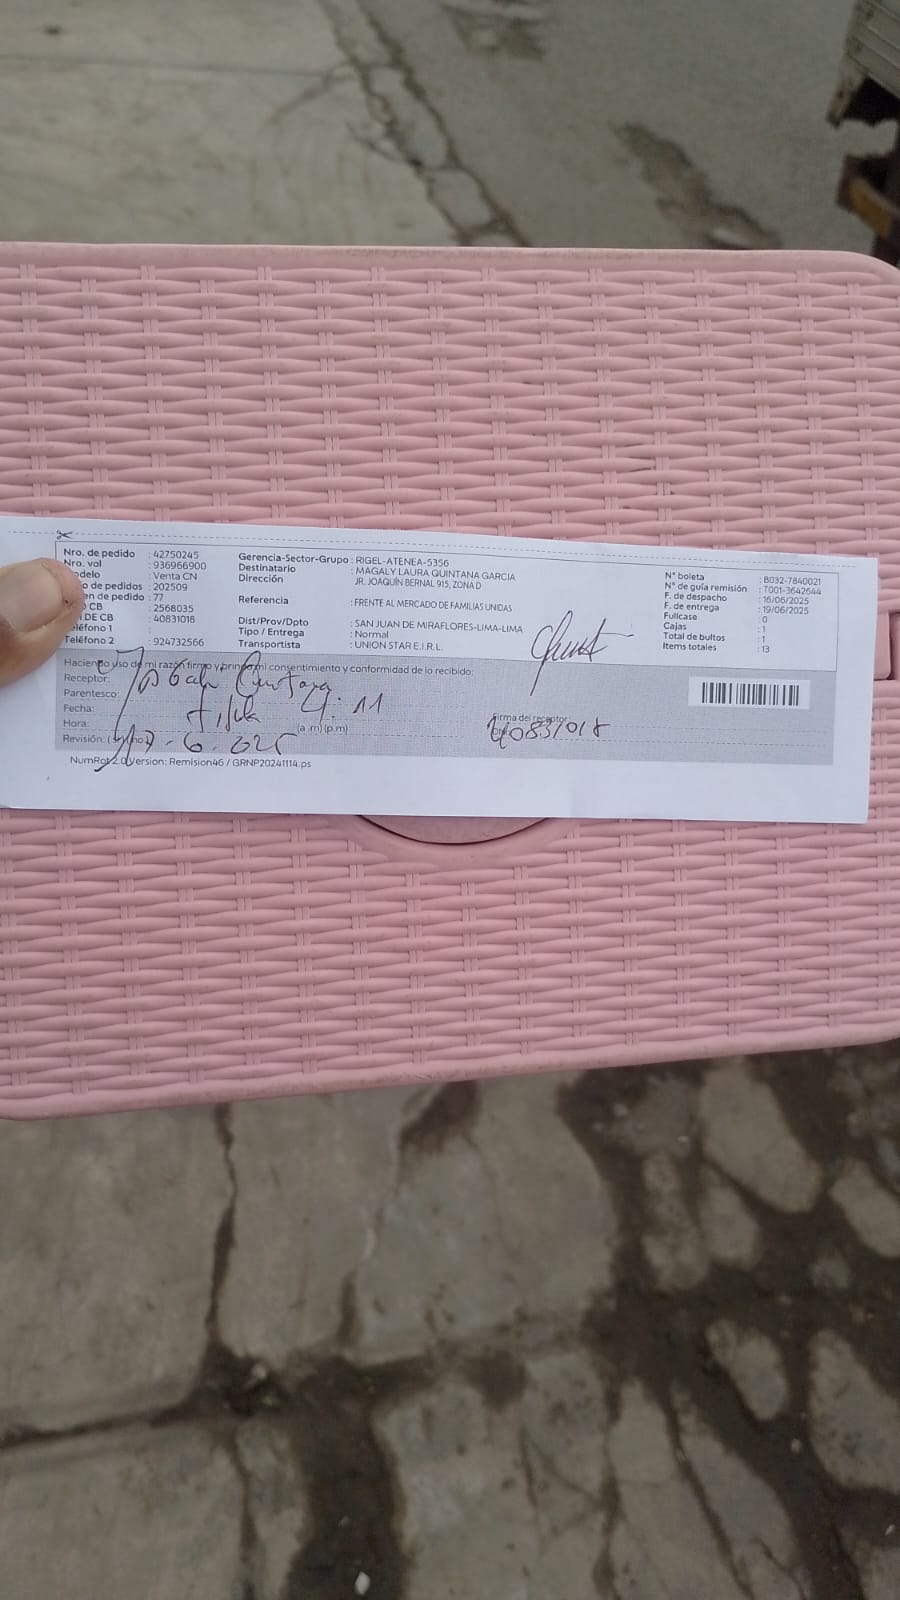 Nro. de pedido : 42750245
Nro. vol : 936966900
odelo : Venta CN
o de pedidos : 202509
en de pedido : 77
CB : 2568035
I DE CB : 40831018
eléfono 1 :
Teléfono 2 : 924732566
Gerencia-Sector-Grupo : RIGEL-ATENEA-5356
Destinatario : MAGALY LAURA QUINTANA GARCIA
Dirección JR. JOAQUÍN BERNAL 915, ZONA D
Referencia : FRENTE AL MERCADO DE FAMILIAS UNIDAS
Dist/Prov/Dpto : SAN JUAN DE MIRAFLORES-LIMA-LIMA
Tipo / Entrega : Normal
Transportista : UNION STAR E.I.R.L.
N° boleta : B032-7840021
N° de guía remisión : T001-3642644
F. de despacho : 16/06/2025
F. de entrega : 19/06/2025
Fullcase : 0
Cajas : 1
Total de bultos : 1
Items totales : 13
Haciendo uso de mi razón firmo y brindo mi consentimiento y conformidad de lo recibido:
Receptor:
Parentesco:
Fecha: 4:11
Hora: (a.m) (p.m)
Revisión:
Firma del receptor
40831018
NumRot 2.0 Version: Remision46 / GRNP20241114.ps